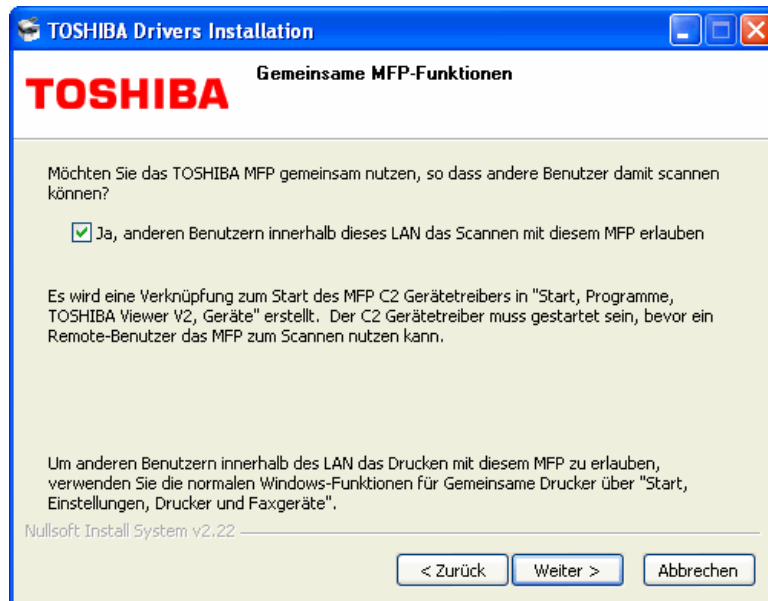 TOSHIBA Drivers Installation
Gemeinsame MFP-Funktionen
TOSHIBA
Möchten Sie das TOSHIBA MFP gemeinsam nutzen, so dass andere Benutzer damit scannen
können?
Ja, anderen Benutzern innerhalb dieses LAN das Scannen mit diesem MFP erlauben
Es wird eine Verknüpfung zum Start des MFP C2 Gerätetreibers in "Start, Programme,
TOSHIBA Viewer V2, Geräte" erstellt. Der C2 Gerätetreiber muss gestartet sein, bevor ein
Remote-Benutzer das MFP zum Scannen nutzen kann.
Um anderen Benutzern innerhalb des LAN das Drucken mit diesem MFP zu erlauben,
verwenden Sie die normalen Windows-Funktionen für Gemeinsame Drucker über "Start,
Einstellungen, Drucker und Faxgeräte".
Nullsoft Install System v2.22
< Zurück Weiter > Abbrechen